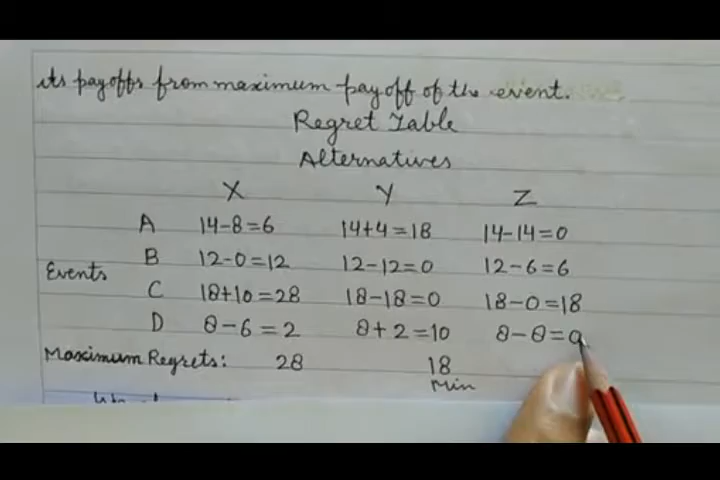 its payoffs from maximum payoff of the event.
Regret Table
Alternatives
X Y Z
A 14-8=6 14+4=18 14-14=0
B 12-0=12 12-12=0 12-6=6
Events
C 18+10=28 18-18=0 18-0=18
D 8-6=2 8+2=10 8-8=0
Maximum Regrets: 28 18
Min